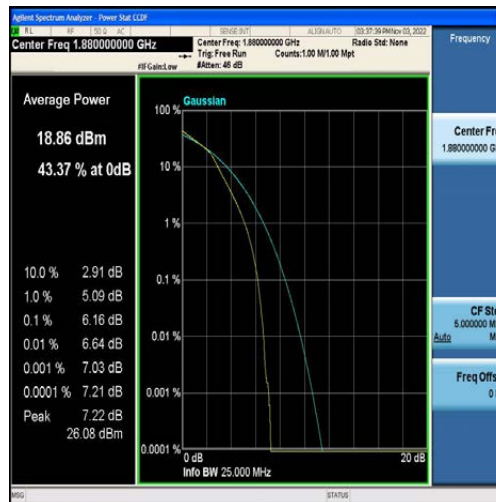 Agilent Spectrum Analyzer - Power Stat CCDF
RL RF 50 Ω AC SENSE:INT ALIGNAUTO 03:37:39 PM Nov 03, 2022
Center Freq 1.880000000 GHz
Center Freq: 1.880000000 GHz Radio Std: None
Trig: Free Run Counts:1.00 M/1.00 Mpt
#IFGain:Low #Atten: 46 dB
Frequency
Average Power
18.86 dBm
43.37 % at 0dB
10.0 % 2.91 dB
1.0 % 5.09 dB
0.1 % 6.16 dB
0.01 % 6.64 dB
0.001 % 7.03 dB
0.0001 % 7.21 dB
Peak 7.22 dB
26.08 dBm
Gaussian
100 %
10 %
1 %
0.1 %
0.01 %
0.001 %
0.0001 %
0 dB 20 dB
Info BW 25.000 MHz
Center Fre
1.880000000 G
CF Ste
5.000000 M
Auto M
Freq Offs
0
MSG STATUS